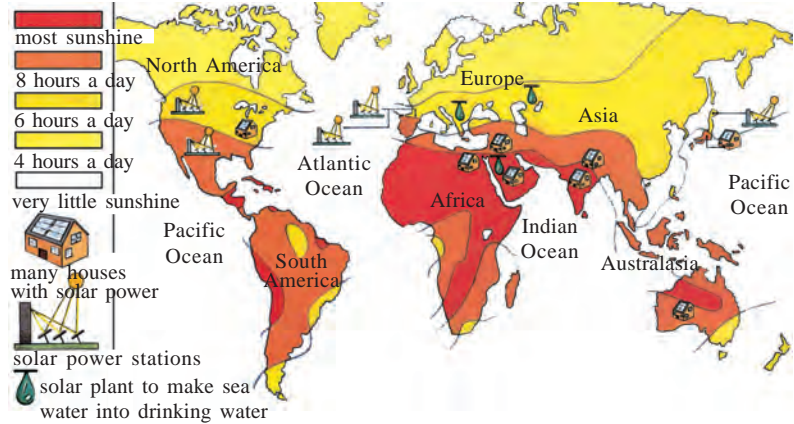 most sunshine
8 hours a day
6 hours a day
4 hours a day
very little sunshine
many houses
with solar power
solar power stations
solar plant to make sea
water into drinking water
North America
Europe
Asia
Atlantic
Ocean
Pacific
Ocean
Africa
Indian
Ocean
Pacific
Ocean
South
America
Australasia